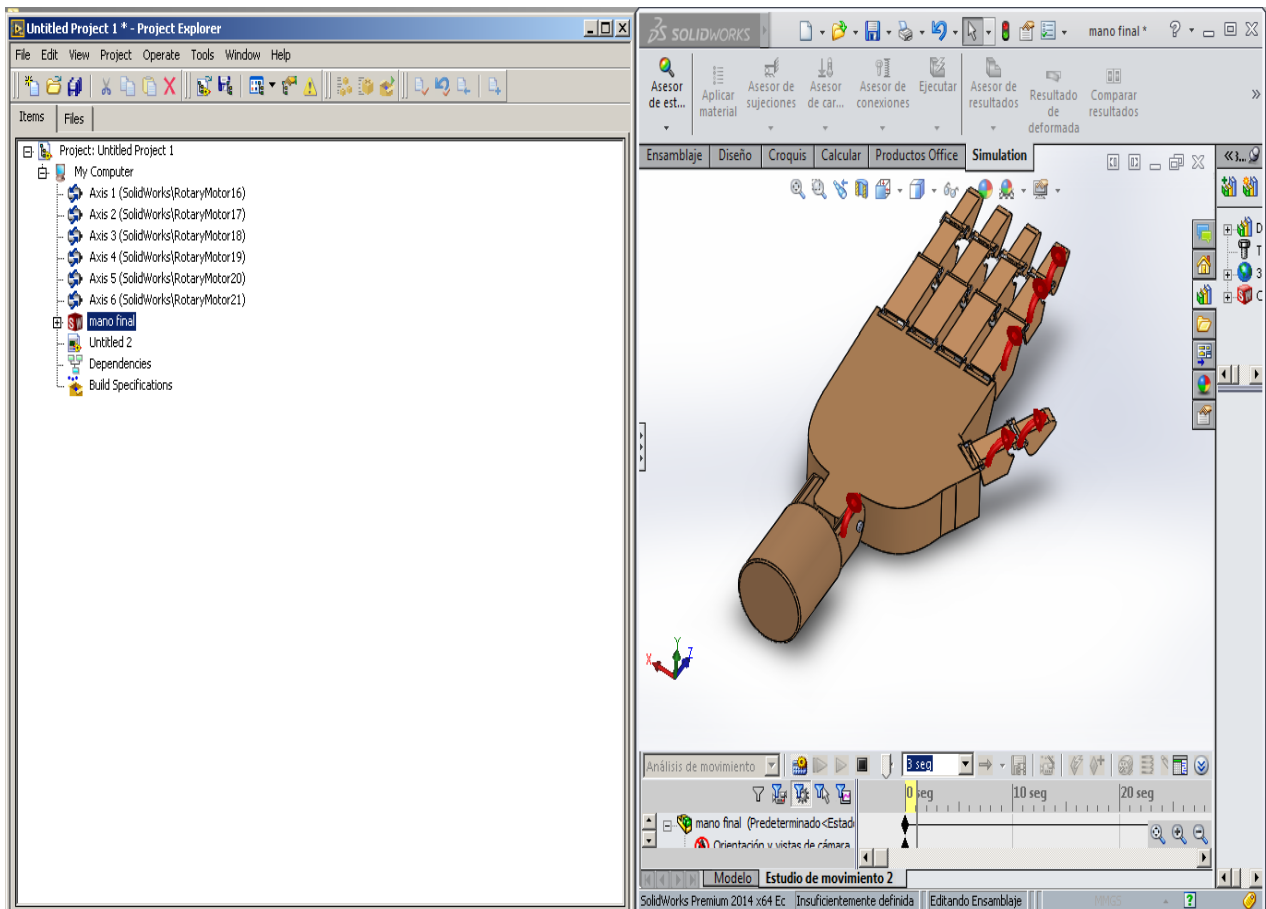 Untitled Project 1 * - Project Explorer
File Edit View Project Operate Tools Window Help
Items Files
Project: Untitled Project 1
My Computer
Axis 1 (SolidWorks\RotaryMotor16)
Axis 2 (SolidWorks\RotaryMotor17)
Axis 3 (SolidWorks\RotaryMotor18)
Axis 4 (SolidWorks\RotaryMotor19)
Axis 5 (SolidWorks\RotaryMotor20)
Axis 6 (SolidWorks\RotaryMotor21)
mano final
Untitled 2
Dependencies
Build Specifications
SOLIDWORKS
mano final *
Asesor de est...
Aplicar material
Asesor de sujeciones
Asesor de car...
Asesor de conexiones
Ejecutar
Asesor de resultados
Resultado de deformada
Comparar resultados
Ensamblaje Diseño Croquis Calcular Productos Office Simulation
D
T
3
C
X Y Z
Análisis de movimiento
3 seg
0 seg 10 seg 20 seg
mano final (Predeterminado<Estad
Orientación y vistas de cámara
Modelo Estudio de movimiento 2
SolidWorks Premium 2014 x64 Ec Insuficientemente definida Editando Ensamblaje MMGS